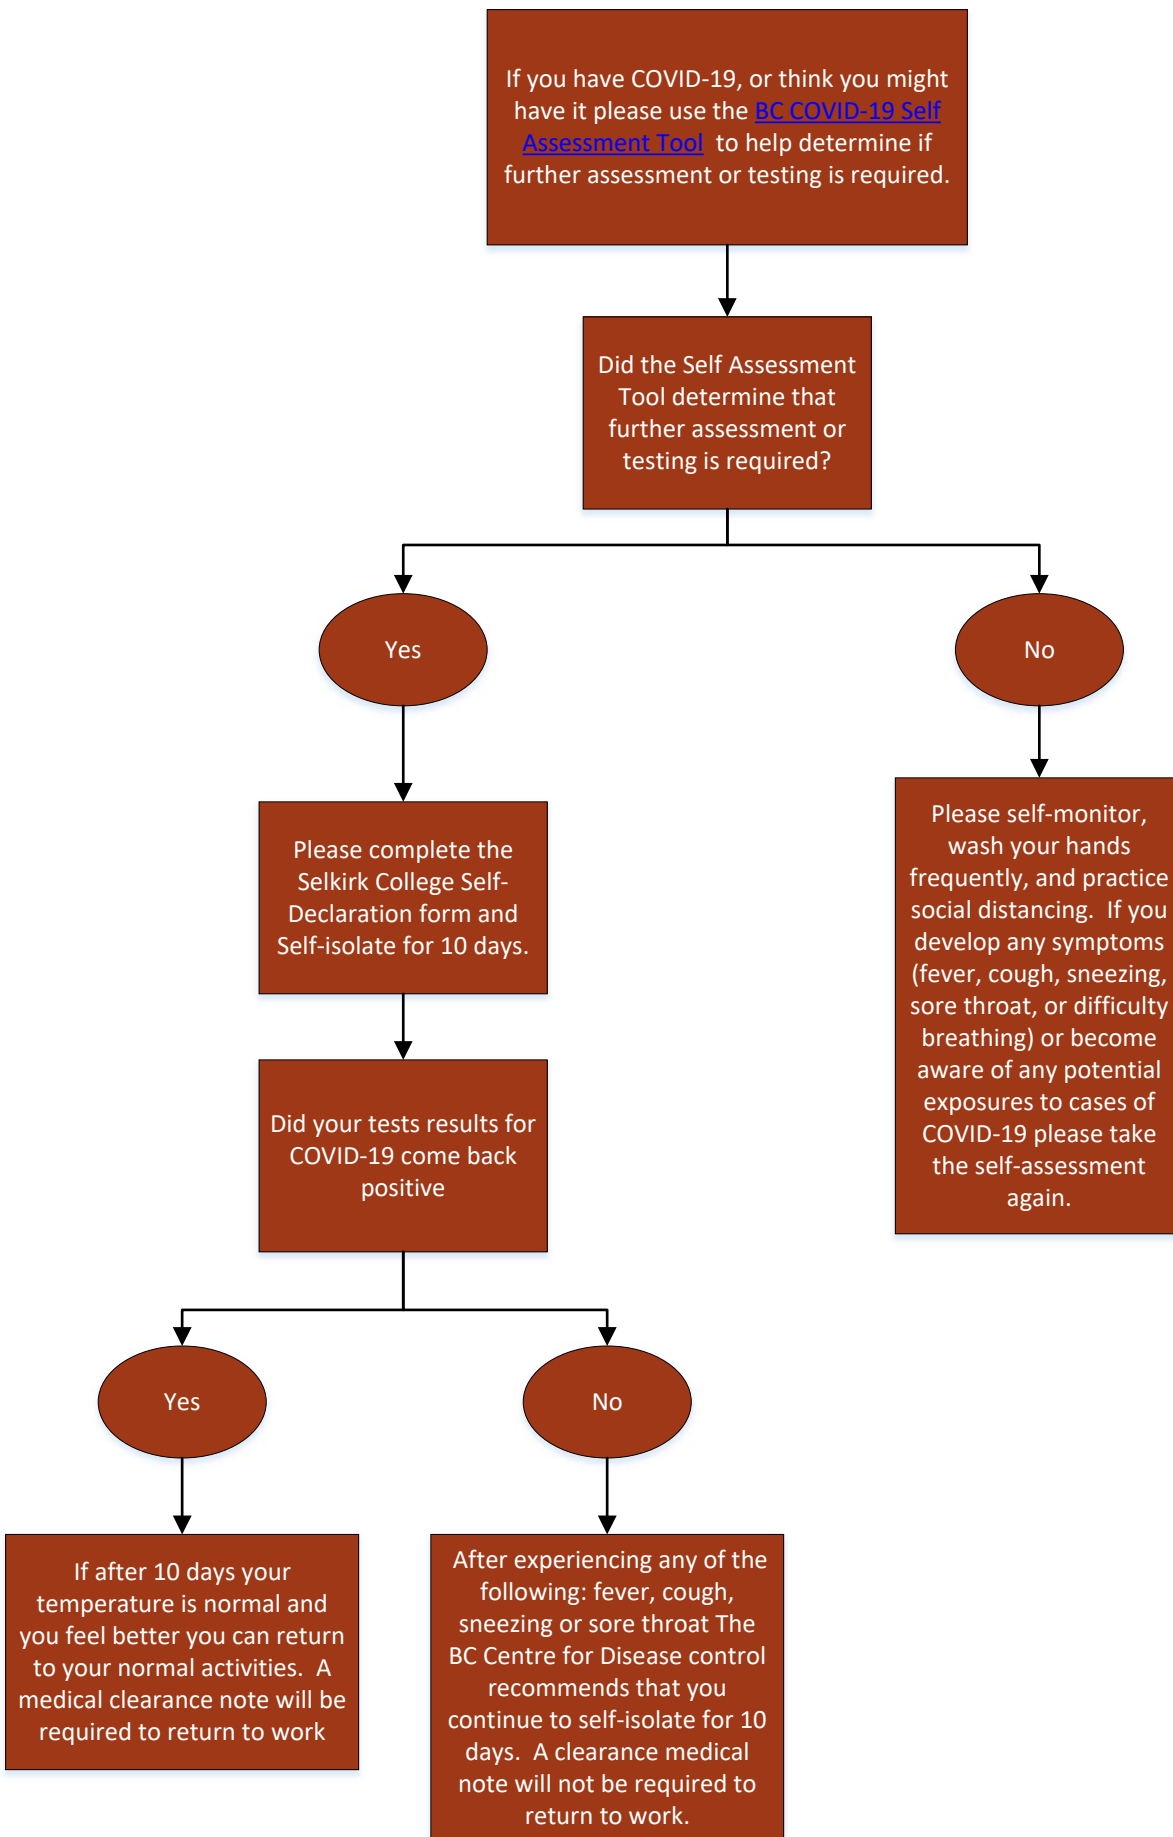 If you have COVID-19, or think you might
have it please use the BC COVID-19 Self
Assessment Tool to help determine if
further assessment or testing is required.
Did the Self Assessment
Tool determine that
further assessment or
testing is required?
Yes
No
Please complete the
Selkirk College Self-
Declaration form and
Self-isolate for 10 days.
Please self-monitor,
wash your hands
frequently, and practice
social distancing. If you
develop any symptoms
(fever, cough, sneezing,
sore throat, or difficulty
breathing) or become
aware of any potential
exposures to cases of
COVID-19 please take
the self-assessment
again.
Did your tests results for
COVID-19 come back
positive
Yes
No
If after 10 days your
temperature is normal and
you feel better you can return
to your normal activities. A
medical clearance note will be
required to return to work
After experiencing any of the
following: fever, cough,
sneezing or sore throat The
BC Centre for Disease control
recommends that you
continue to self-isolate for 10
days. A clearance medical
note will not be required to
return to work.